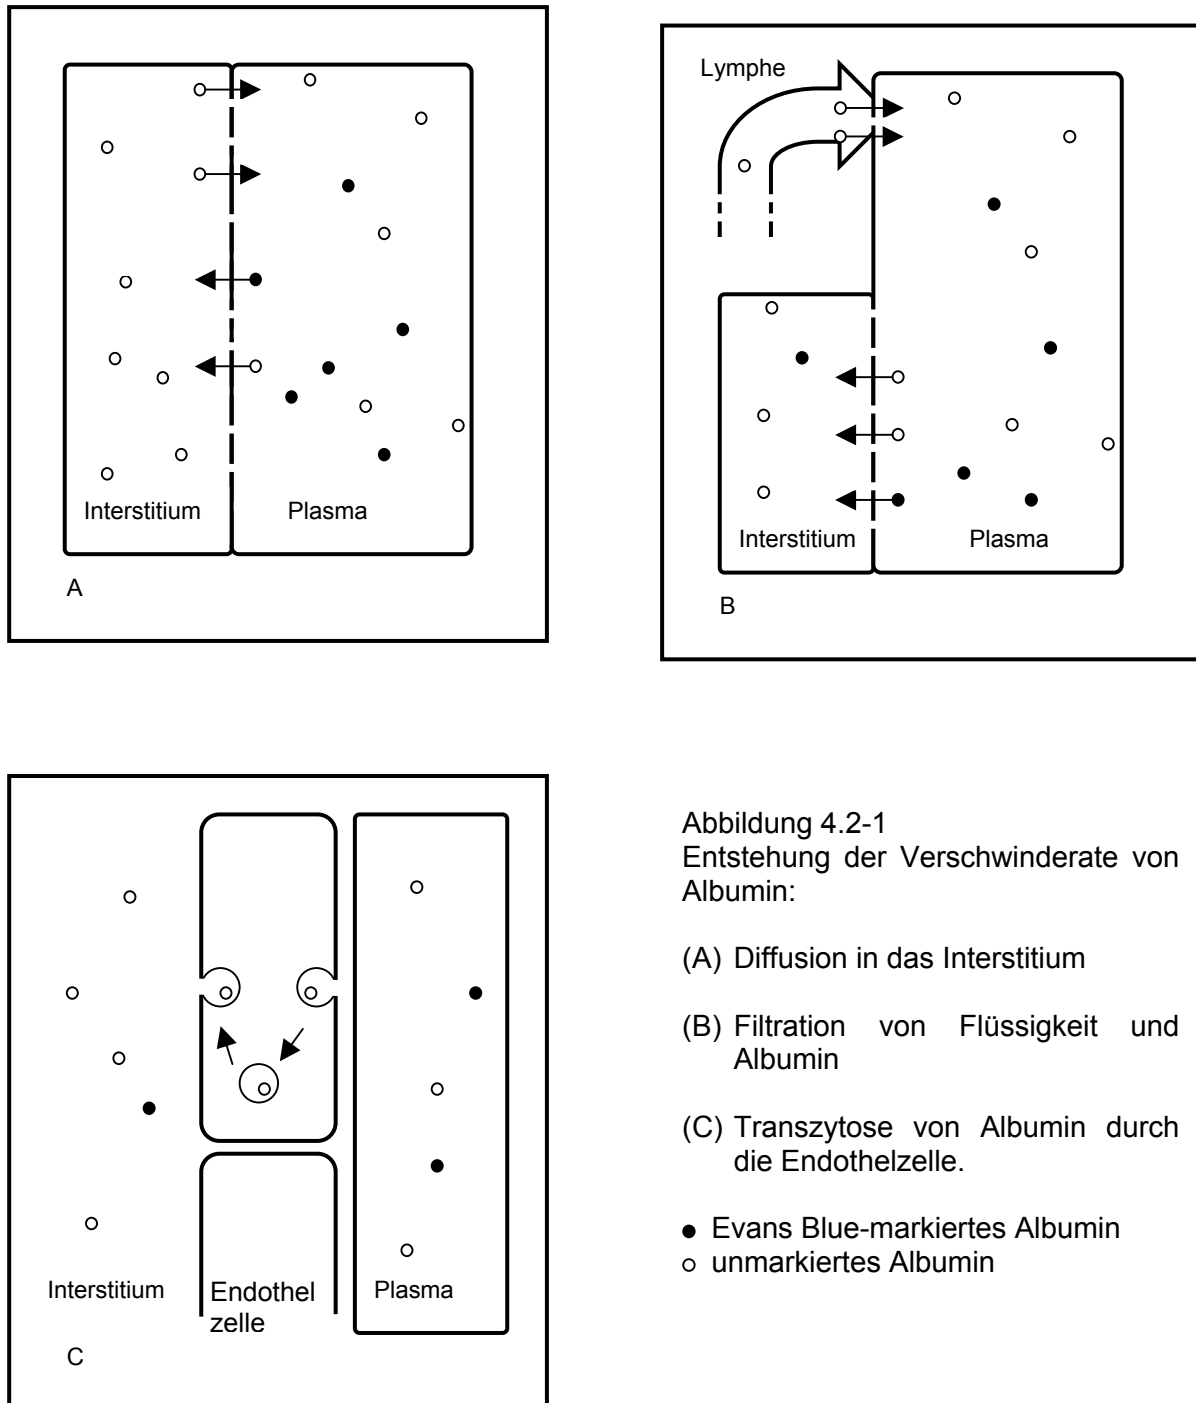 Interstitium Plasma
A
Lymphe
Interstitium Plasma
B
Interstitium Endothel Plasma
zelle
C
Abbildung 4.2-1
Entstehung der Verschwinderate von
Albumin:
(A) Diffusion in das Interstitium
(B) Filtration von Flüssigkeit und
Albumin
(C) Transzytose von Albumin durch
die Endothelzelle.
● Evans Blue-markiertes Albumin
○ unmarkiertes Albumin